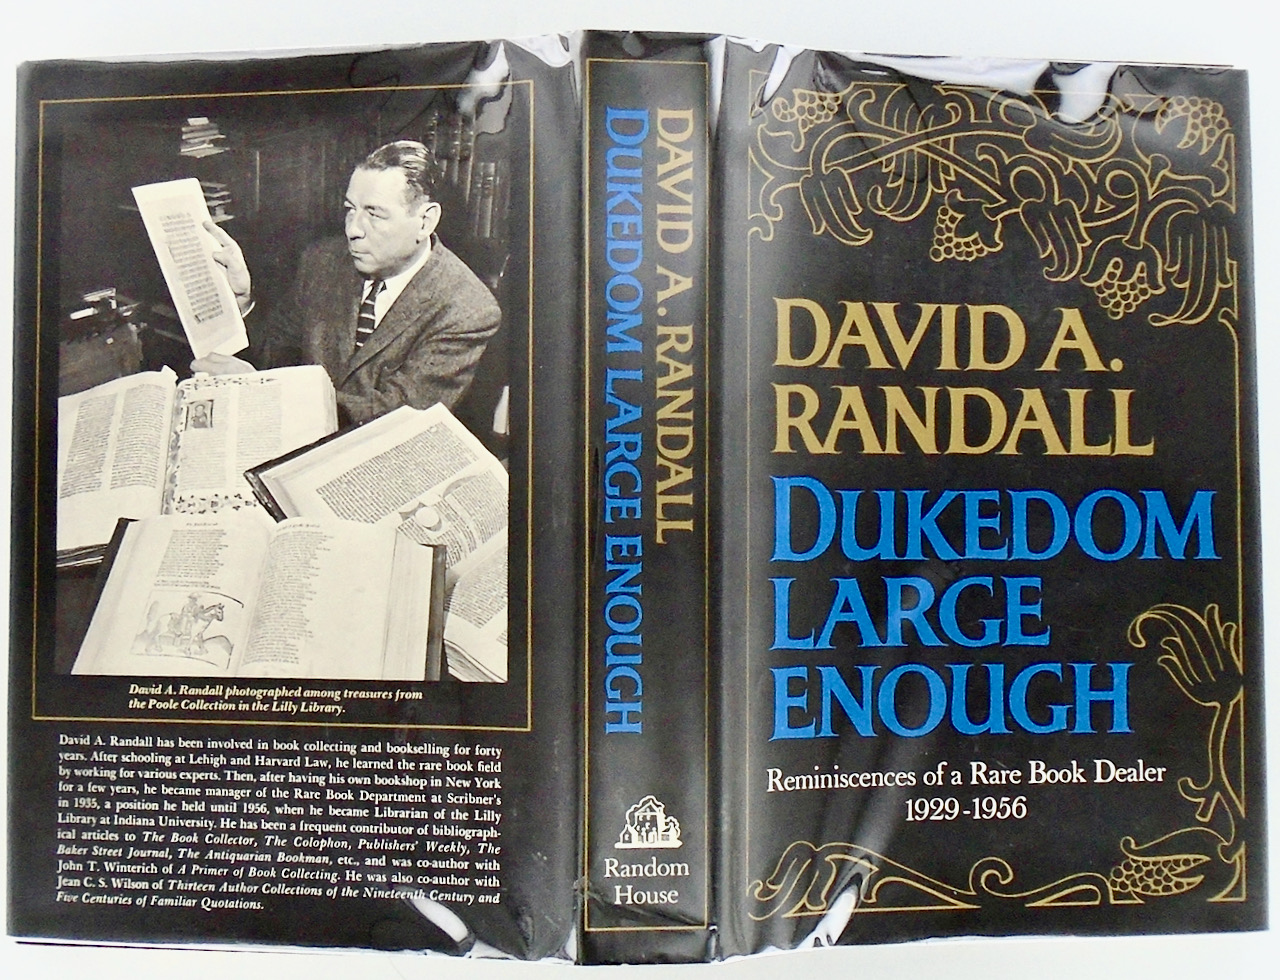 David A. Randall photographed among treasures from
the Poole Collection in the Lilly Library.
David A. Randall has been involved in book collecting and bookselling for forty
years. After schooling at Lehigh and Harvard Law, he learned the rare book field
by working for various experts. Then, after having his own bookshop in New York
for a few years, he became manager of the Rare Book Department at Scribner's
in 1935, a position he held until 1956, when he became Librarian of the Lilly
Library at Indiana University. He has been a frequent contributor of bibliograph-
ical articles to The Book Collector, The Colophon, Publishers' Weekly, The
Baker Street Journal, The Antiquarian Bookman, etc., and was co-author with
John T. Winterich of A Primer of Book Collecting. He was also co-author with
Jean C. S. Wilson of Thirteen Author Collections of the Nineteenth Century and
Five Centuries of Familiar Quotations.
DAVID A. RANDALL
DUKEDOM LARGE ENOUGH
Random
House
DAVID A.
RANDALL
DUKEDOM
LARGE
ENOUGH
Reminiscences of a Rare Book Dealer
1929-1956